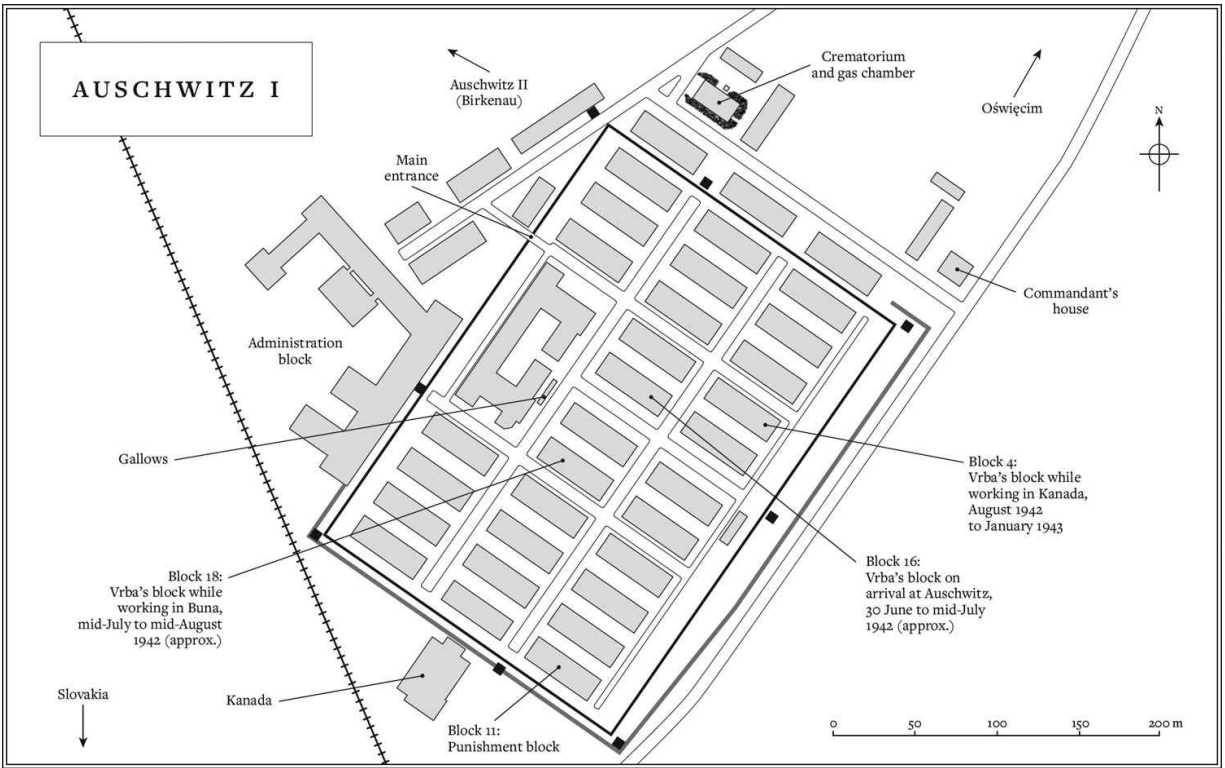 AUSCHWITZ I
Auschwitz II
(Birkenau)
Crematorium
and gas chamber
Oświęcim
N
Main
entrance
Commandant's
house
Administration
block
Gallows
Block 4:
Vrba's block while
working in Kanada,
August 1942
to January 1943
Block 16:
Vrba's block on
arrival at Auschwitz,
30 June to mid-July
1942 (approx.)
Block 18:
Vrba's block while
working in Buna,
mid-July to mid-August
1942 (approx.)
Slovakia
Kanada
Block 11:
Punishment block
0 50 100 150 200 m